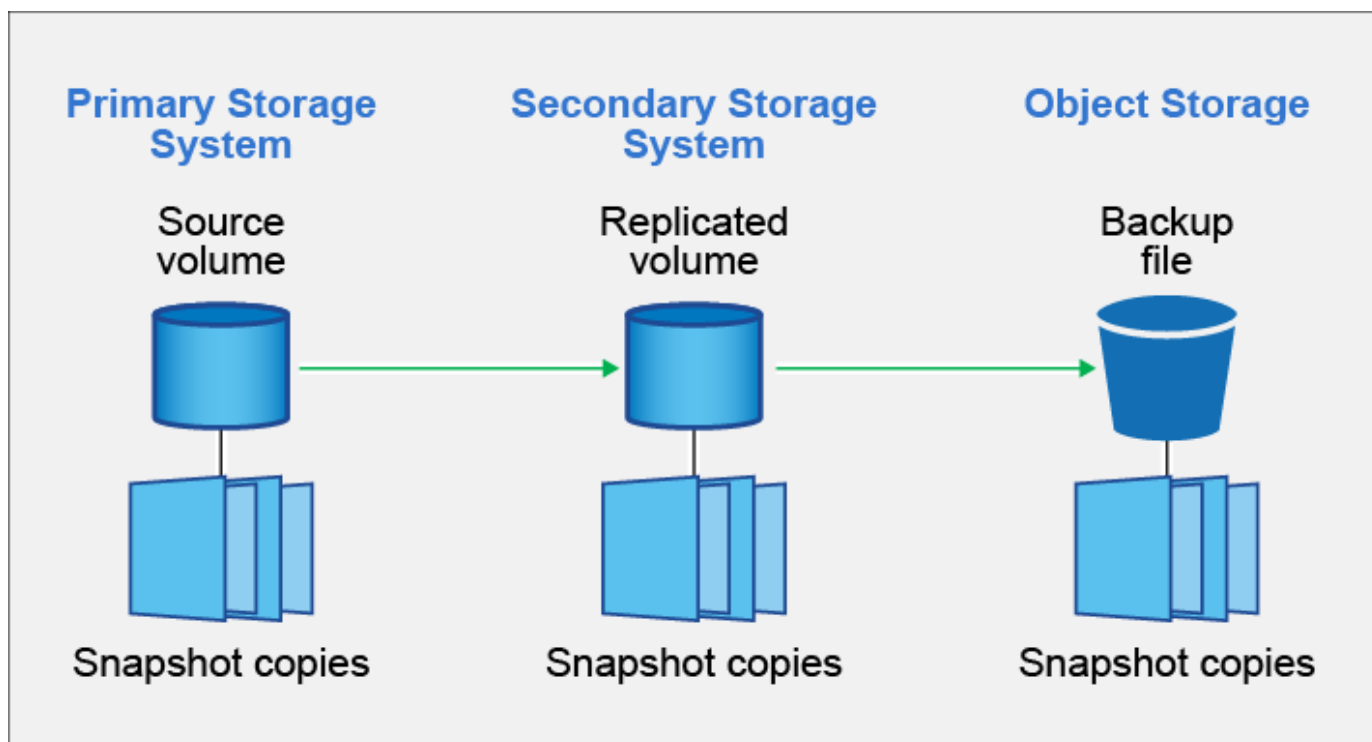 Primary Storage
System
Secondary Storage
System
Object Storage
Source
volume
Replicated
volume
Backup
file
Snapshot copies
Snapshot copies
Snapshot copies